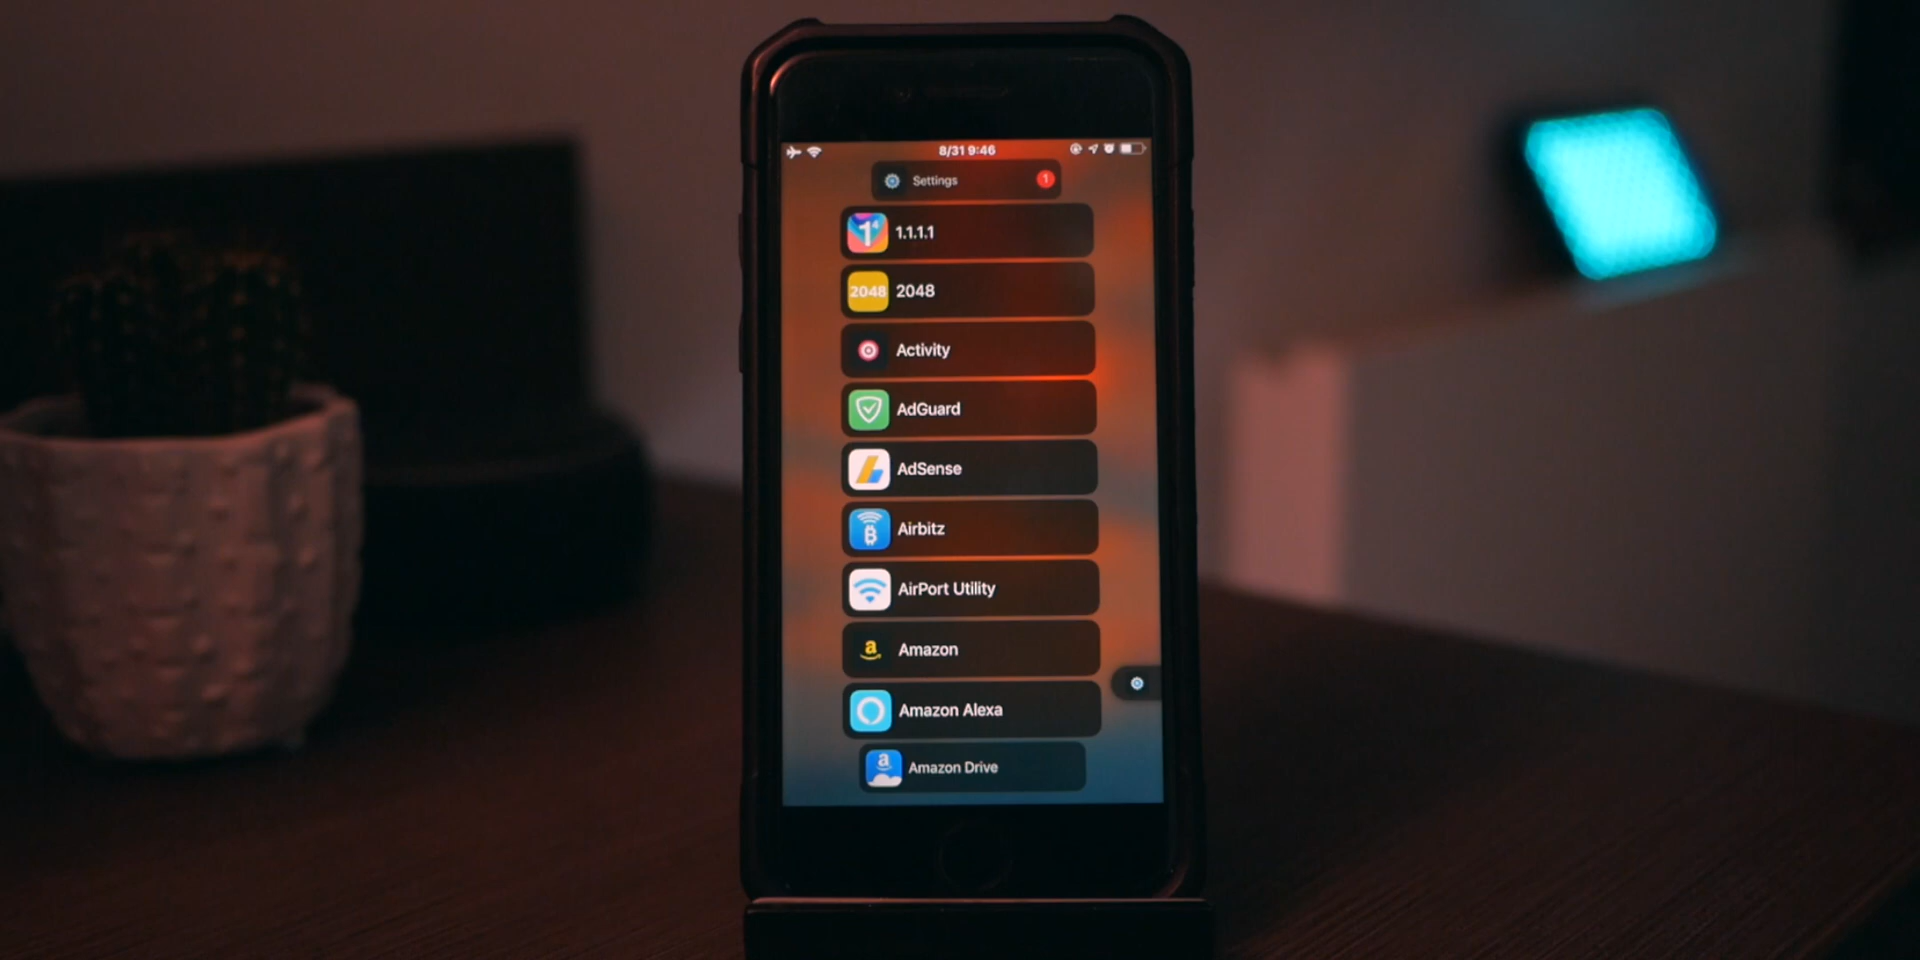 8/31 9:46
Settings 1
1⁴ 1.1.1.1
2048 2048
Activity
AdGuard
AdSense
Airbitz
AirPort Utility
Amazon
Amazon Alexa
Amazon Drive